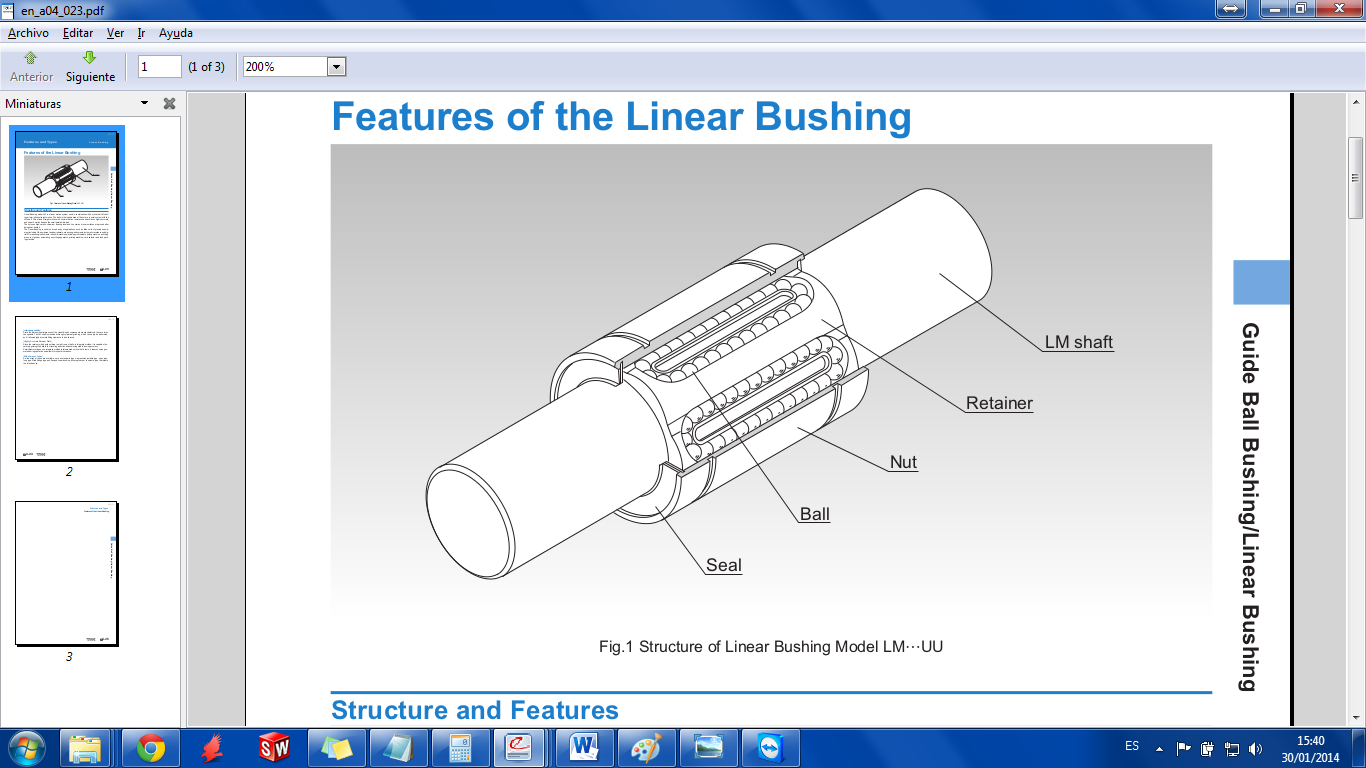 en_a04_023.pdf
Archivo Editar Ver Ir Ayuda
Anterior Siguiente 1 (1 of 3) 200%
Miniaturas
1
2
3
Features of the Linear Bushing
LM shaft
Retainer
Nut
Ball
Seal
Fig.1 Structure of Linear Bushing Model LM···UU
Structure and Features
Guide Ball Bushing/Linear Bushing
ES
15:40
30/01/2014